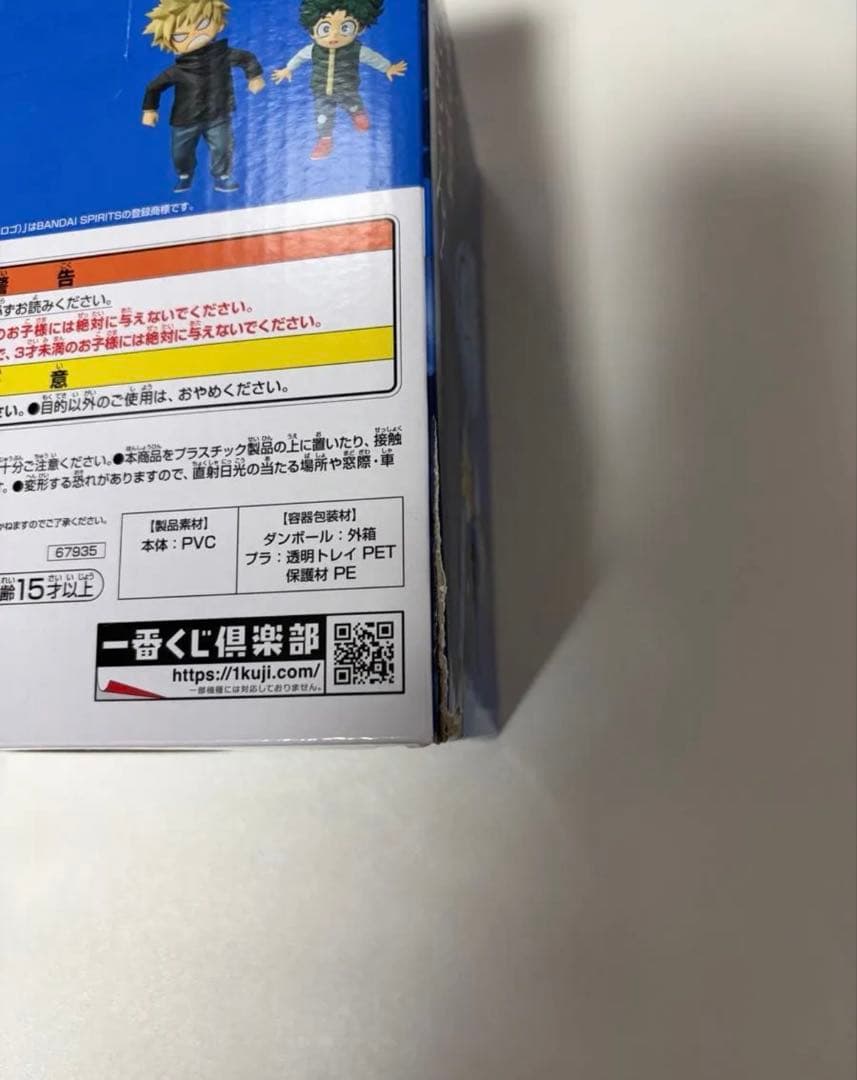 ロゴ)」はBANDAI SPIRITSの登録商標です。
警告
ずお読みください。
のお子様には絶対に与えないでください。
で、3才未満のお子様には絶対に与えないでください。
意
さい。●目的以外のご使用は、おやめください。
十分ご注意ください。●本商品をプラスチック製品の上に置いたり、接触
す。●変形する恐れがありますので、直射日光の当たる場所や窓際・車
かねますのでご了承ください。
67935
齢15才以上
【製品素材】
本体：PVC
【容器包装材】
ダンボール：外箱
プラ：透明トレイ PET
保護材 PE
一番くじ倶楽部
https://1kuji.com/
一部機種には対応しておりません。